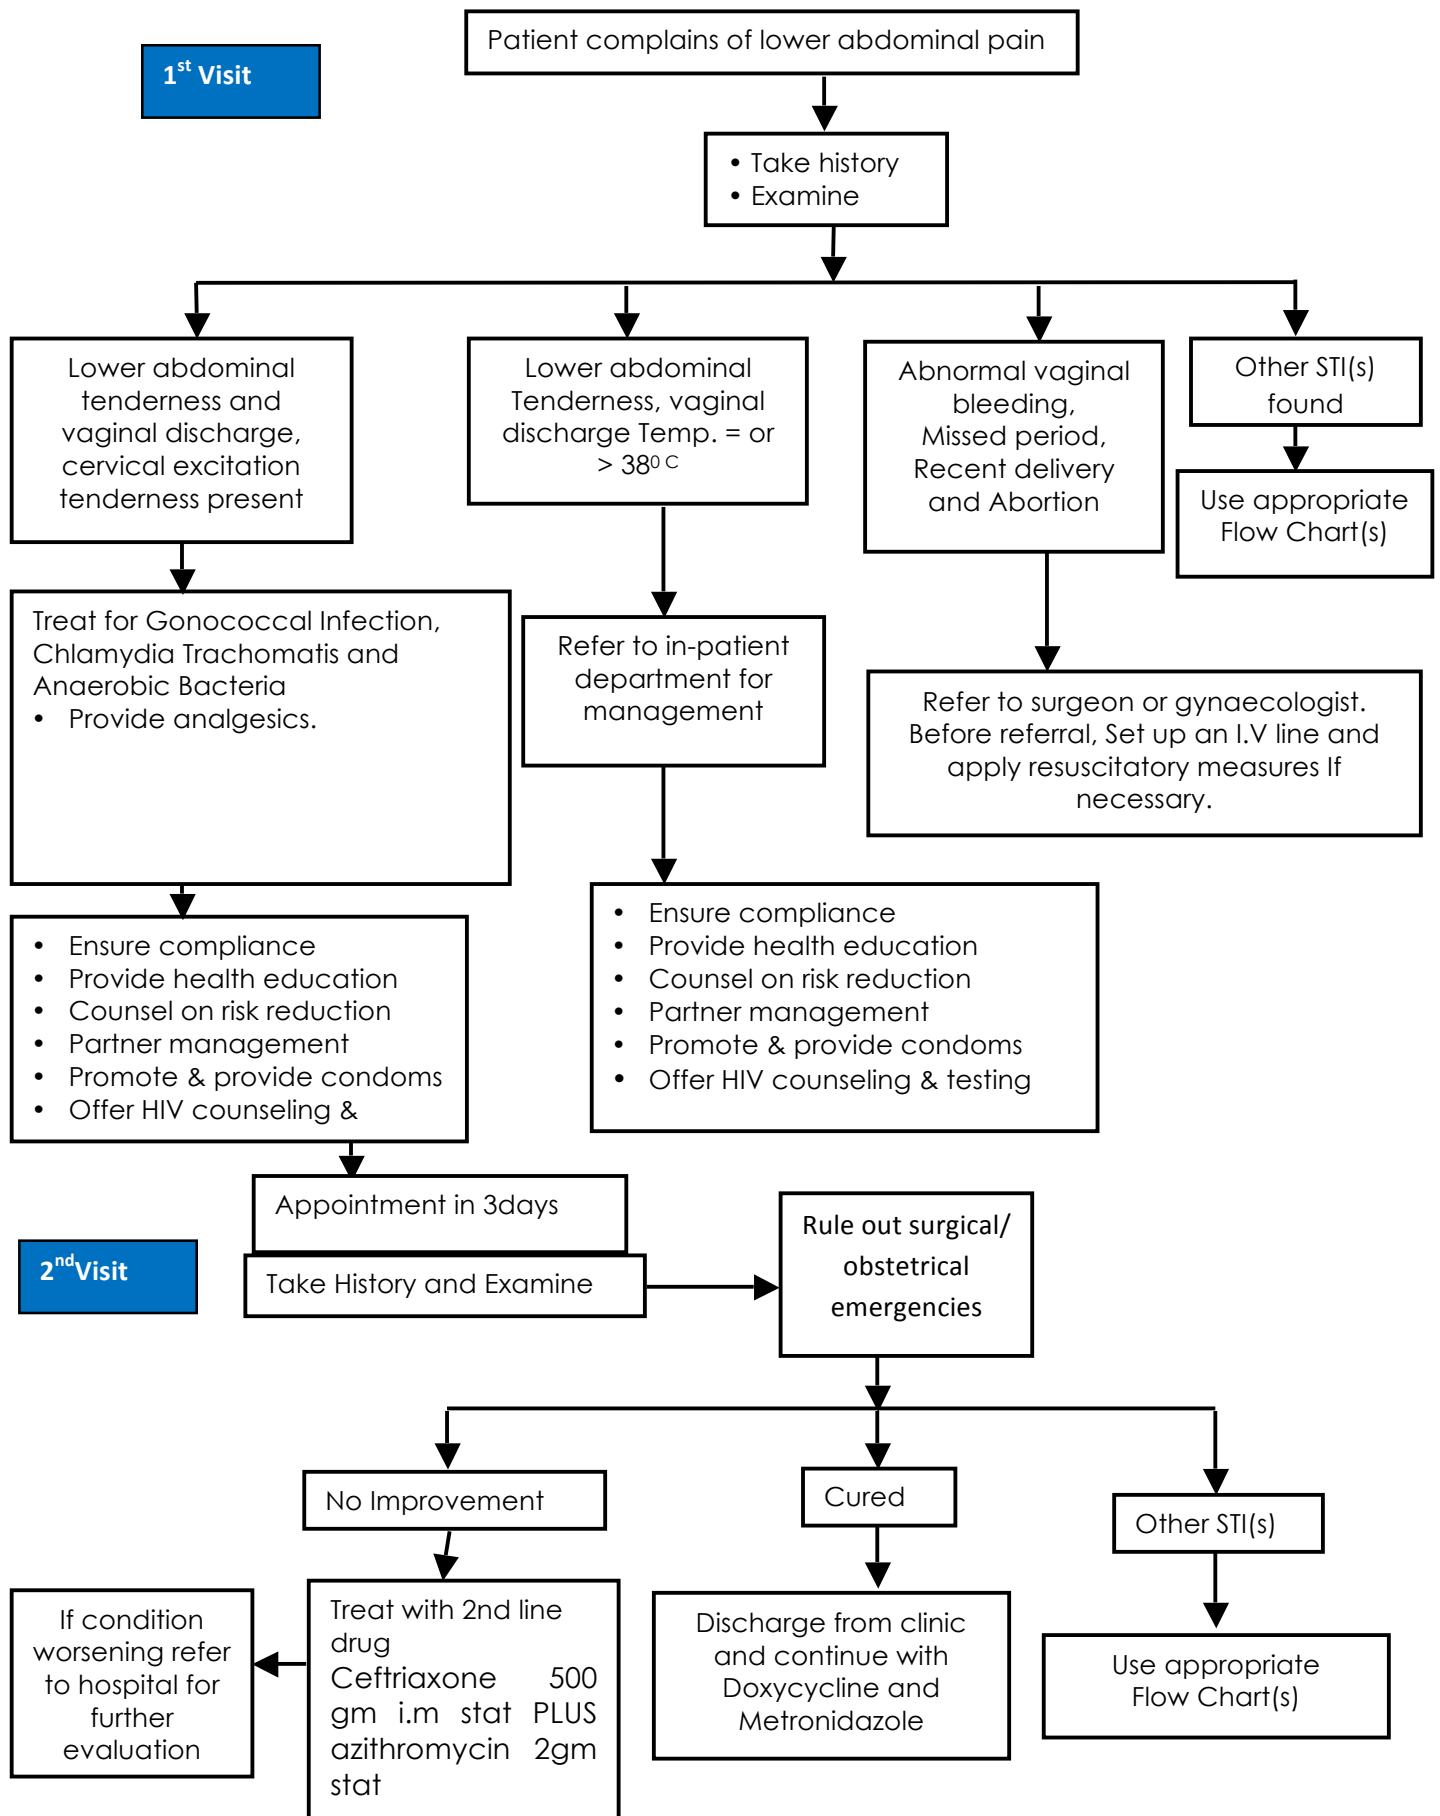 Patient complains of lower abdominal pain
1st Visit
• Take history
• Examine
Lower abdominal
tenderness and
vaginal discharge,
cervical excitation
tenderness present
Lower abdominal
Tenderness, vaginal
discharge Temp. = or
> 38⁰ ᶜ
Abnormal vaginal
bleeding,
Missed period,
Recent delivery
and Abortion
Other STI(s)
found
Use appropriate
Flow Chart(s)
Treat for Gonococcal Infection,
Chlamydia Trachomatis and
Anaerobic Bacteria
• Provide analgesics.
Refer to in-patient
department for
management
Refer to surgeon or gynaecologist.
Before referral, Set up an I.V line and
apply resuscitatory measures If
necessary.
• Ensure compliance
• Provide health education
• Counsel on risk reduction
• Partner management
• Promote & provide condoms
• Offer HIV counseling &
• Ensure compliance
• Provide health education
• Counsel on risk reduction
• Partner management
• Promote & provide condoms
• Offer HIV counseling & testing
Appointment in 3days
2ndVisit
Take History and Examine
Rule out surgical/
obstetrical
emergencies
No Improvement
Cured
Other STI(s)
If condition
worsening refer
to hospital for
further
evaluation
Treat with 2nd line
drug
Ceftriaxone 500
gm i.m stat PLUS
azithromycin 2gm
stat
Discharge from clinic
and continue with
Doxycycline and
Metronidazole
Use appropriate
Flow Chart(s)